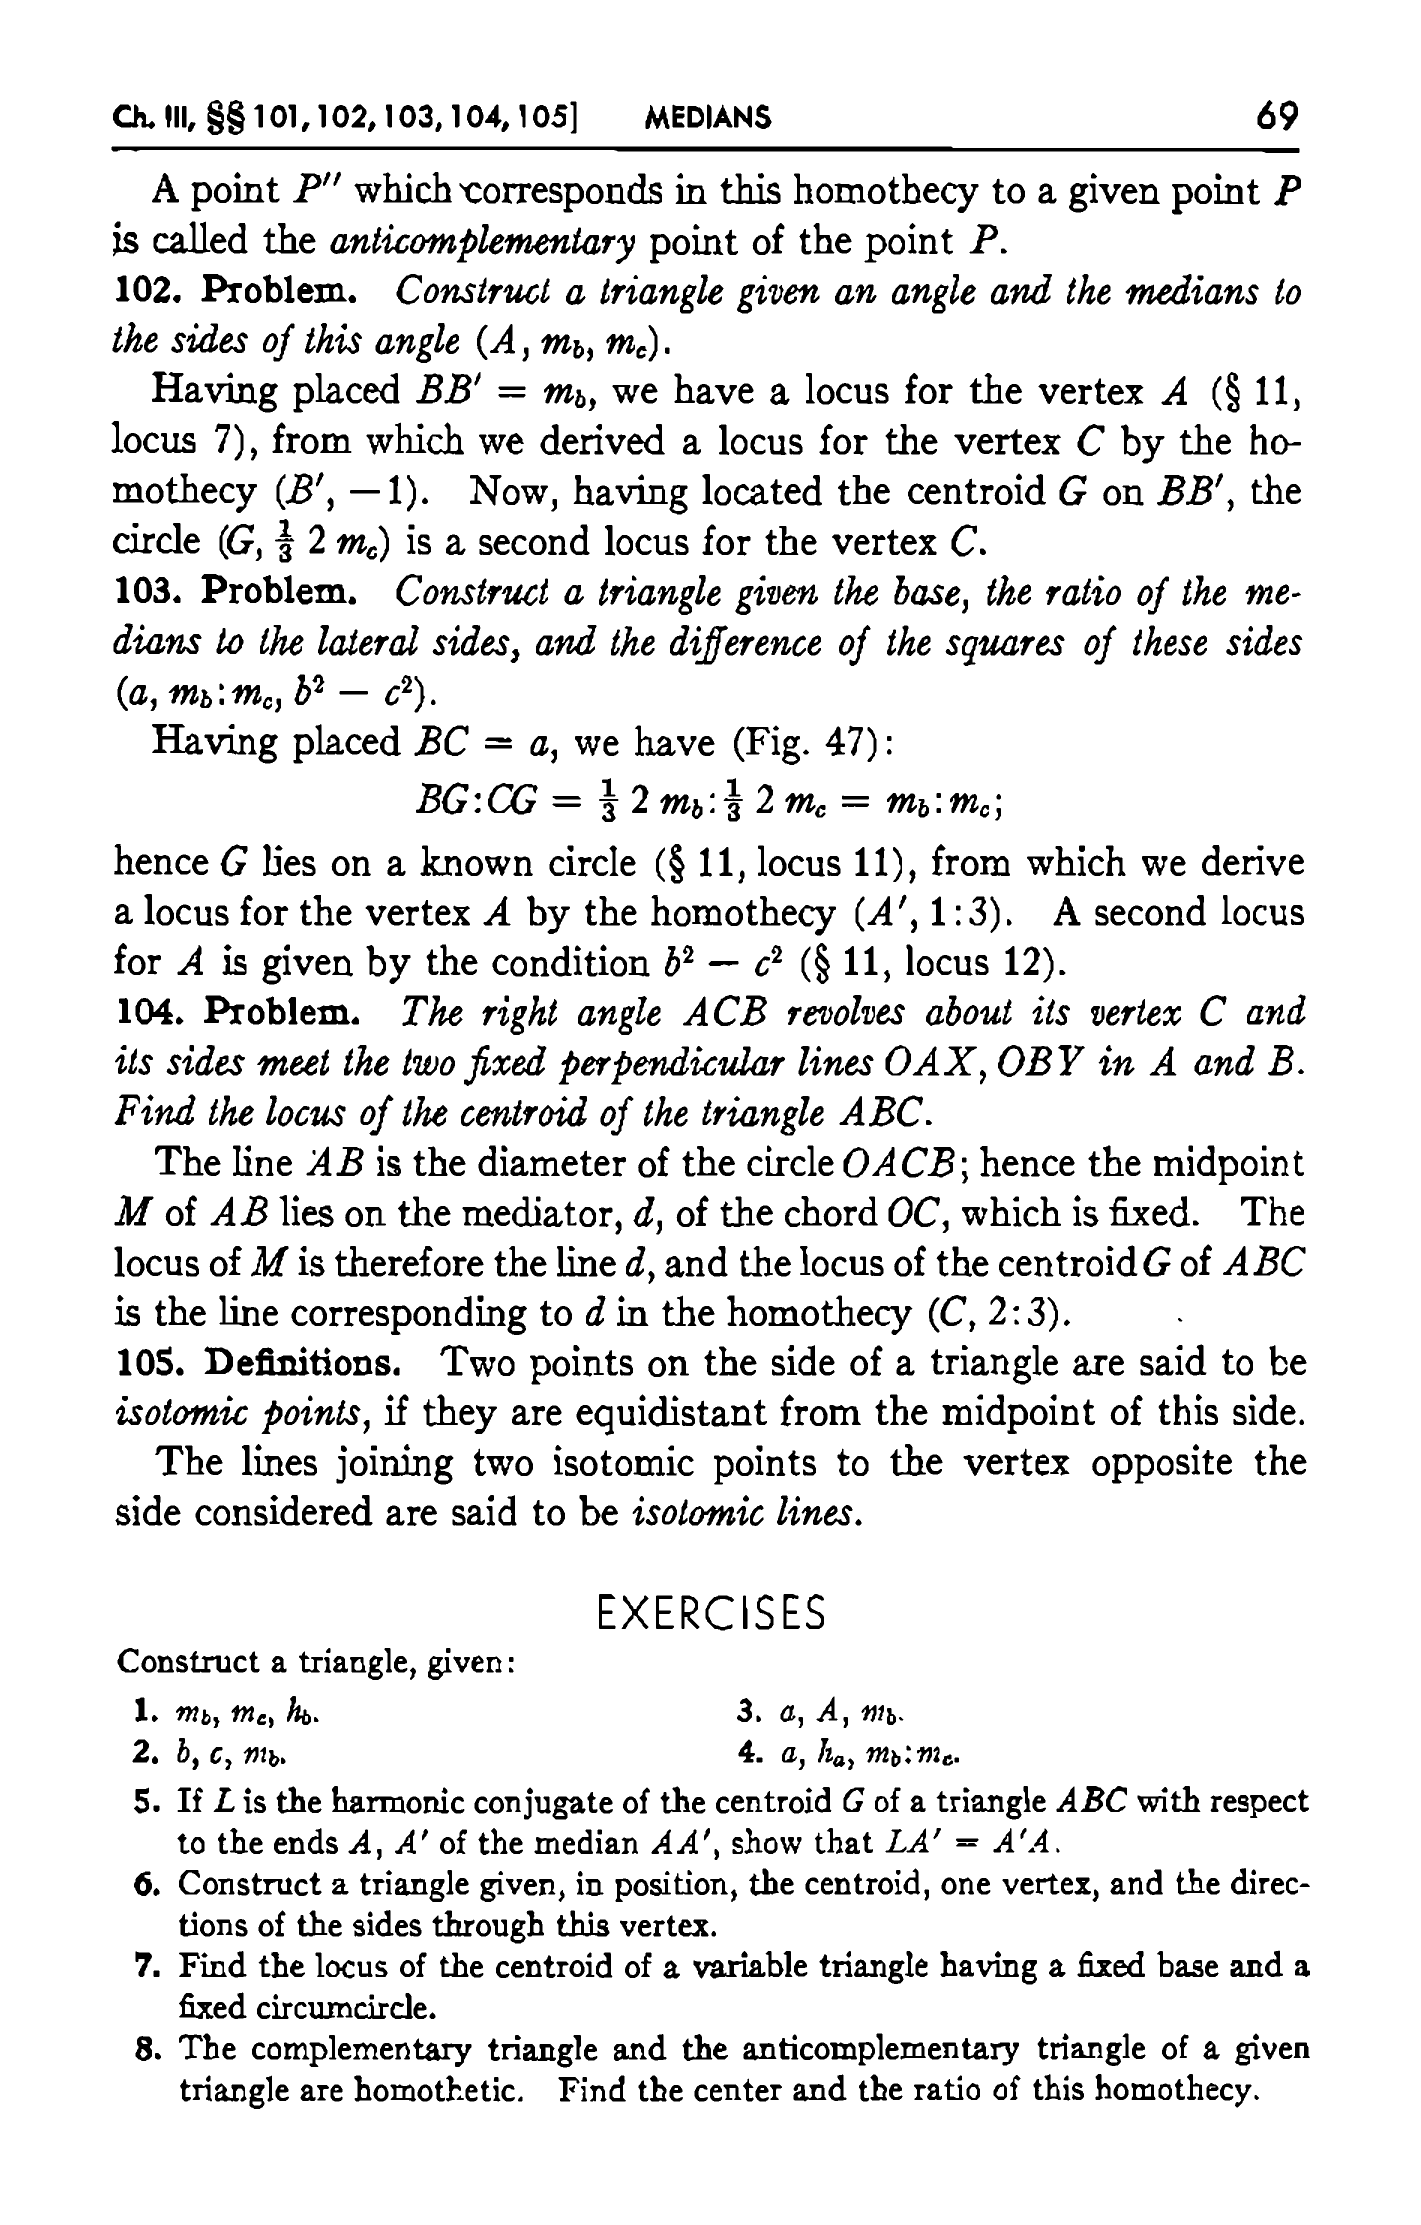 Ch. III, §§ 101, 102, 103, 104, 105] MEDIANS 69
A point P'' which corresponds in this homothecy to a given point P
is called the anticomplementary point of the point P.
102. Problem. Construct a triangle given an angle and the medians to
the sides of this angle (A, m_b, m_c).
Having placed BB' = m_b, we have a locus for the vertex A (§ 11,
locus 7), from which we derived a locus for the vertex C by the ho-
mothecy (B', −1). Now, having located the centroid G on BB', the
circle (G, ⅓ 2 m_c) is a second locus for the vertex C.
103. Problem. Construct a triangle given the base, the ratio of the me-
dians to the lateral sides, and the difference of the squares of these sides
(a, m_b : m_c, b² − c²).
Having placed BC = a, we have (Fig. 47):
BG : CG = ⅓ 2 m_b : ⅓ 2 m_c = m_b : m_c;
hence G lies on a known circle (§ 11, locus 11), from which we derive
a locus for the vertex A by the homothecy (A', 1:3). A second locus
for A is given by the condition b² − c² (§ 11, locus 12).
104. Problem. The right angle ACB revolves about its vertex C and
its sides meet the two fixed perpendicular lines OAX, OBY in A and B.
Find the locus of the centroid of the triangle ABC.
The line AB is the diameter of the circle OACB; hence the midpoint
M of AB lies on the mediator, d, of the chord OC, which is fixed. The
locus of M is therefore the line d, and the locus of the centroid G of ABC
is the line corresponding to d in the homothecy (C, 2:3).
105. Definitions. Two points on the side of a triangle are said to be
isotomic points, if they are equidistant from the midpoint of this side.
The lines joining two isotomic points to the vertex opposite the
side considered are said to be isotomic lines.
EXERCISES
Construct a triangle, given:
1. m_b, m_c, h_b.
2. b, c, m_b.
3. a, A, m_b.
4. a, h_a, m_b : m_c.
5. If L is the harmonic conjugate of the centroid G of a triangle ABC with respect
to the ends A, A' of the median AA', show that LA' = A'A.
6. Construct a triangle given, in position, the centroid, one vertex, and the direc-
tions of the sides through this vertex.
7. Find the locus of the centroid of a variable triangle having a fixed base and a
fixed circumcircle.
8. The complementary triangle and the anticomplementary triangle of a given
triangle are homothetic. Find the center and the ratio of this homothecy.